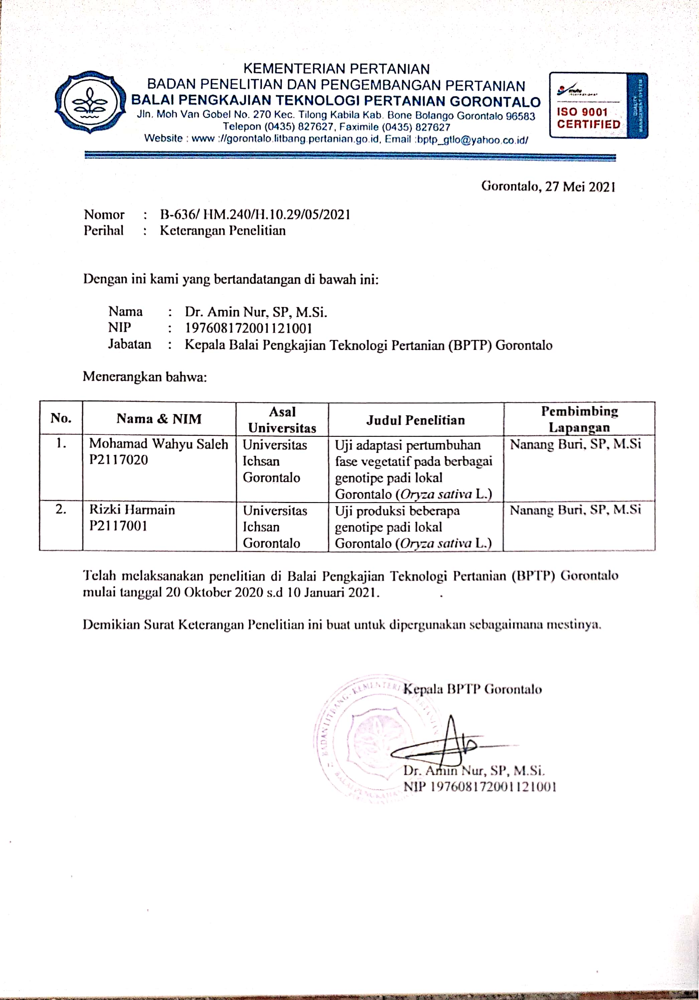 KEMENTERIAN PERTANIAN
BADAN PENELITIAN DAN PENGEMBANGAN PERTANIAN
BALAI PENGKAJIAN TEKNOLOGI PERTANIAN GORONTALO
Jln. Moh Van Gobel No. 270 Kec. Tilong Kabila Kab. Bone Bolango Gorontalo 96583
Telepon (0435) 827627, Faximile (0435) 827627
Website : www ://gorontalo.litbang.pertanian.go.id, Email :bptp_gtlo@yahoo.co.id/
mutu
international
ISO 9001
CERTIFIED
QUALITY
MANAGEMENT SYSTEM
Gorontalo, 27 Mei 2021
Nomor : B-636/ HM.240/H.10.29/05/2021
Perihal : Keterangan Penelitian
Dengan ini kami yang bertandatangan di bawah ini:
Nama : Dr. Amin Nur, SP, M.Si.
NIP : 197608172001121001
Jabatan : Kepala Balai Pengkajian Teknologi Pertanian (BPTP) Gorontalo
Menerangkan bahwa:
No. Nama & NIM Asal Universitas Judul Penelitian Pembimbing Lapangan
1. Mohamad Wahyu Saleh Universitas Uji adaptasi pertumbuhan Nanang Buri, SP, M.Si
P2117020 Ichsan fase vegetatif pada berbagai
Gorontalo genotipe padi lokal
Gorontalo (Oryza sativa L.)
2. Rizki Harmain Universitas Uji produksi beberapa Nanang Buri, SP, M.Si
P2117001 Ichsan genotipe padi lokal
Gorontalo Gorontalo (Oryza sativa L.)
Telah melaksanakan penelitian di Balai Pengkajian Teknologi Pertanian (BPTP) Gorontalo
mulai tanggal 20 Oktober 2020 s.d 10 Januari 2021.
Demikian Surat Keterangan Penelitian ini buat untuk dipergunakan sebagaimana mestinya.
Kepala BPTP Gorontalo
BADAN LITBANG - KEMENTERI PERTANIAN
Dr. Amin Nur, SP, M.Si.
NIP 197608172001121001